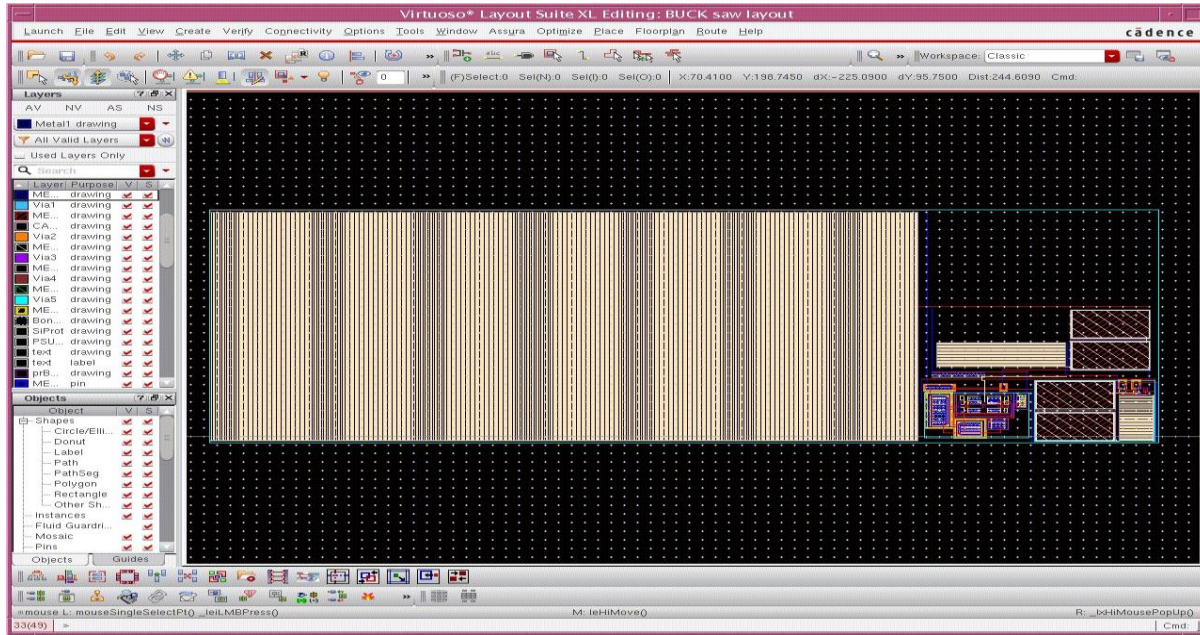 Virtuoso® Layout Suite XL Editing: BUCK saw layout
Launch File Edit View Create Verify Connectivity Options Tools Window Assura Optimize Place Floorplan Route Help
cādence
Workspace: Classic
0 (F)Select:0 Sel(N):0 Sel(I):0 Sel(O):0 X:70.4100 Y:198.7450 dX:-225.0900 dY:95.7500 Dist:244.6090 Cmd:
Layers
AV NV AS NS
Metal1 drawing
All Valid Layers
Used Layers Only
Search
Layer Purpose V S
ME... drawing
Via1 drawing
ME... drawing
CA... drawing
Via2 drawing
ME... drawing
Via3 drawing
ME... drawing
Via4 drawing
ME... drawing
Via5 drawing
ME... drawing
Bon... drawing
SiProt drawing
PSU... drawing
text drawing
text label
prB... drawing
ME... pin
Objects
Object V S
Shapes
Circle/Elli...
Donut
Label
Path
PathSeg
Polygon
Rectangle
Other Sh...
Instances
Fluid Guardri...
Mosaic
Pins
Objects Guides
mouse L: mouseSingleSelectPt() _leiLMBPress() M: leHiMove() R: _lxHiMousePopUp()
33(49) > Cmd: